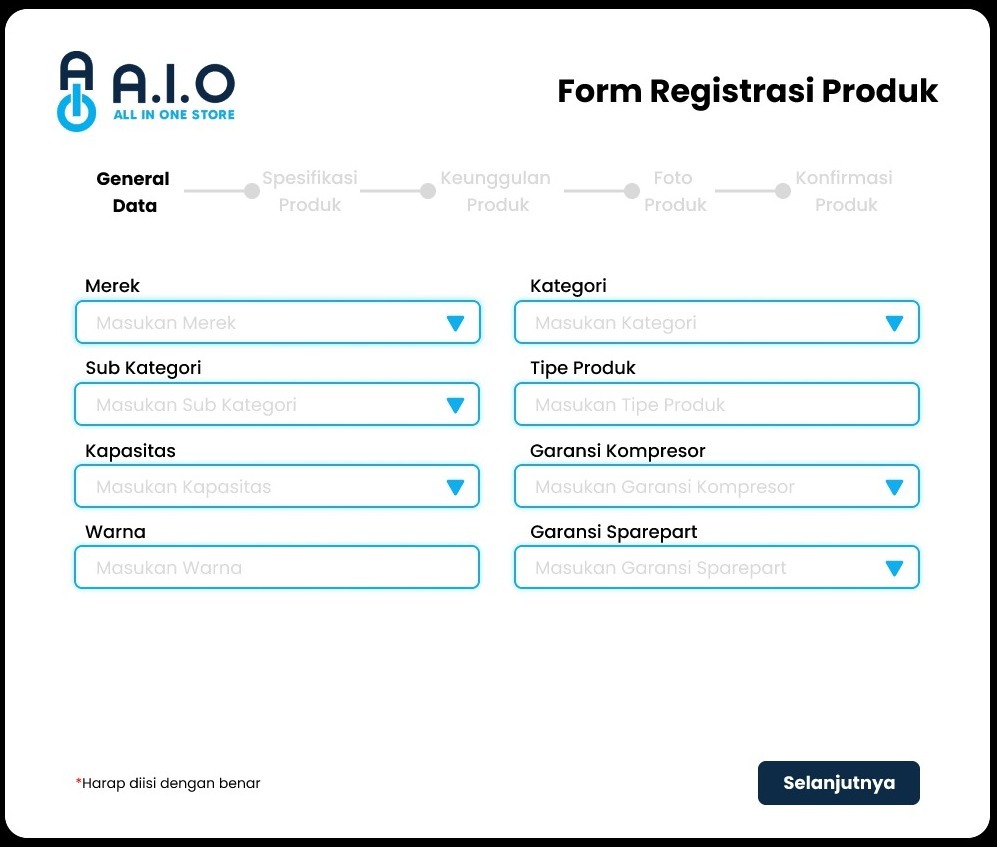 A.I.O
ALL IN ONE STORE
Form Registrasi Produk
General
Data
Spesifikasi
Produk
Keunggulan
Produk
Foto
Produk
Konfirmasi
Produk
Merek
Masukan Merek
Kategori
Masukan Kategori
Sub Kategori
Masukan Sub Kategori
Tipe Produk
Masukan Tipe Produk
Kapasitas
Masukan Kapasitas
Garansi Kompresor
Masukan Garansi Kompresor
Warna
Masukan Warna
Garansi Sparepart
Masukan Garansi Sparepart
*Harap diisi dengan benar
Selanjutnya